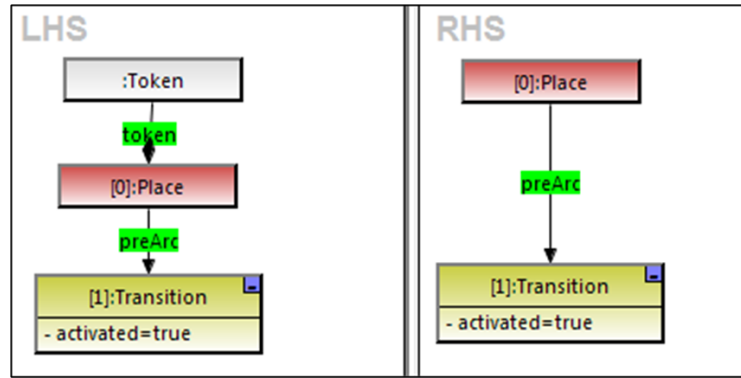 LHS
:Token
token
[0]:Place
preArc
[1]:Transition
- activated=true
RHS
[0]:Place
preArc
[1]:Transition
- activated=true